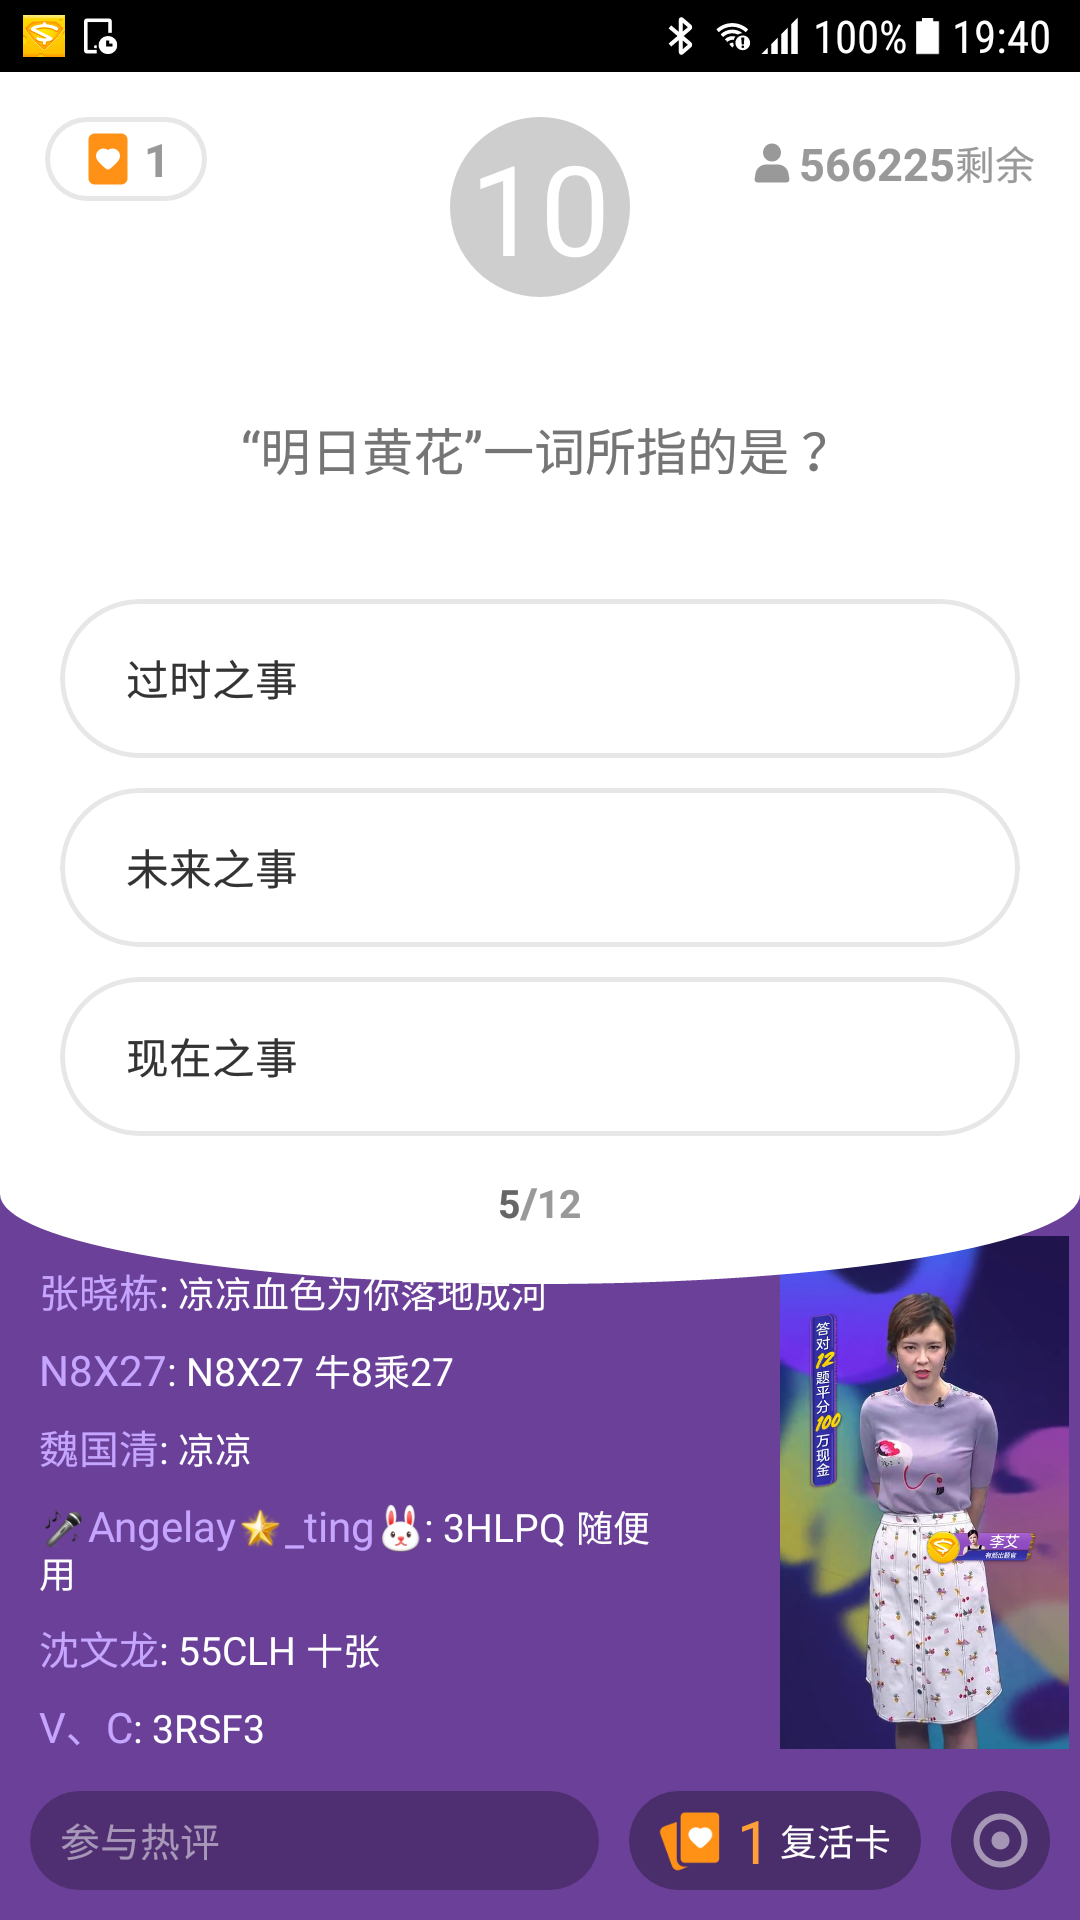 100% 19:40
1
10
566225剩余
“明日黄花”一词所指的是？
过时之事
未来之事
现在之事
5/12
张晓栋: 凉凉血色为你落地成河
N8X27: N8X27 牛8乘27
魏国清: 凉凉
🎤Angelay🌟_ting🐰: 3HLPQ 随便
用
沈文龙: 55CLH 十张
V、C: 3RSF3
答对12题平分100万现金
李艾
有颜出题官
参与热评
1 复活卡